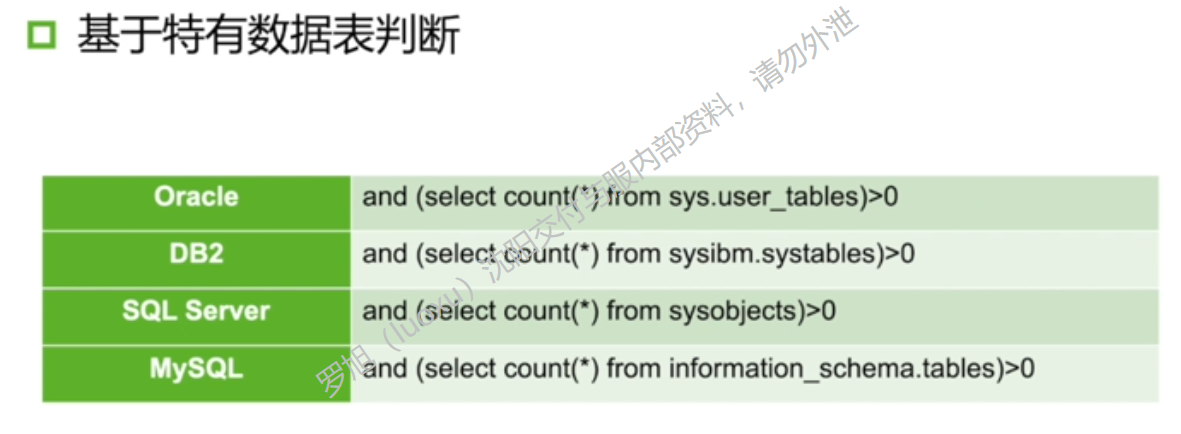 基于特有数据表判断
Oracle and (select count(*) from sys.user_tables)>0
DB2 and (select count(*) from sysibm.systables)>0
SQL Server and (select count(*) from sysobjects)>0
MySQL and (select count(*) from information_schema.tables)>0
罗旭（luoxu）沈阳交付与服内部资料，请勿外泄